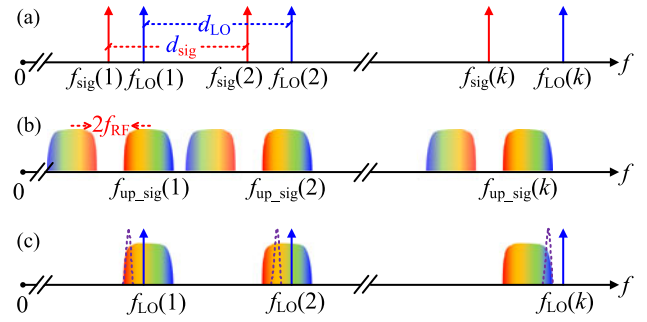 (a)
d_LO
d_sig
0 f_sig(1) f_LO(1) f_sig(2) f_LO(2) f_sig(k) f_LO(k) f
(b) 2f_RF
0 f_up_sig(1) f_up_sig(2) f_up_sig(k) f
(c)
0 f_LO(1) f_LO(2) f_LO(k) f